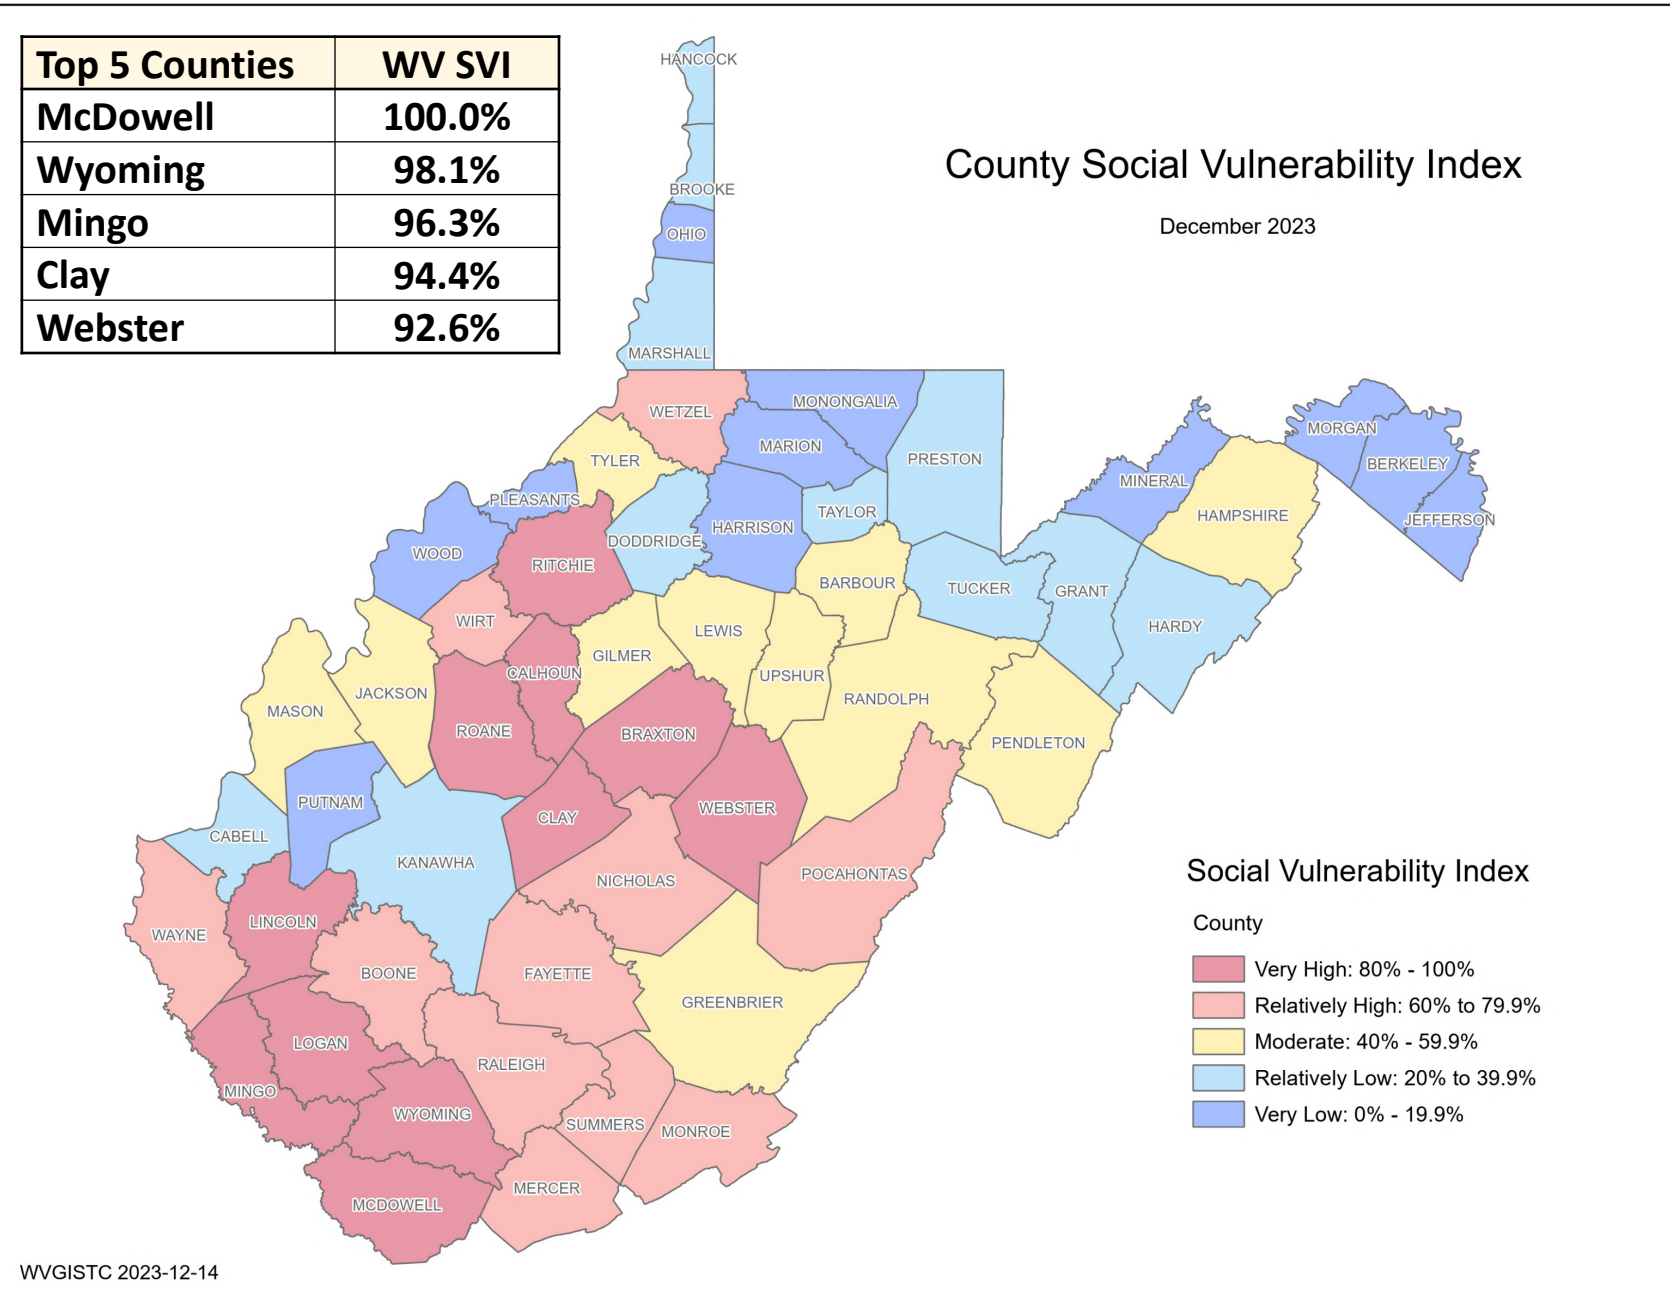 Top 5 Counties WV SVI
McDowell 100.0%
Wyoming 98.1%
Mingo 96.3%
Clay 94.4%
Webster 92.6%
County Social Vulnerability Index
December 2023
HANCOCK
BROOKE
OHIO
MARSHALL
WETZEL
MONONGALIA
MARION
PRESTON
TYLER
PLEASANTS
MORGAN
BERKELEY
MINERAL
HAMPSHIRE
JEFFERSON
WOOD
RITCHIE
DODDRIDGE
HARRISON
TAYLOR
BARBOUR
TUCKER
GRANT
HARDY
WIRT
CALHOUN
GILMER
LEWIS
UPSHUR
RANDOLPH
PENDLETON
MASON
JACKSON
ROANE
BRAXTON
WEBSTER
PUTNAM
CABELL
KANAWHA
CLAY
NICHOLAS
POCAHONTAS
WAYNE
LINCOLN
BOONE
FAYETTE
GREENBRIER
LOGAN
MINGO
RALEIGH
WYOMING
SUMMERS
MONROE
MCDOWELL
MERCER
Social Vulnerability Index
County
Very High: 80% - 100%
Relatively High: 60% to 79.9%
Moderate: 40% - 59.9%
Relatively Low: 20% to 39.9%
Very Low: 0% - 19.9%
WVGISTC 2023-12-14